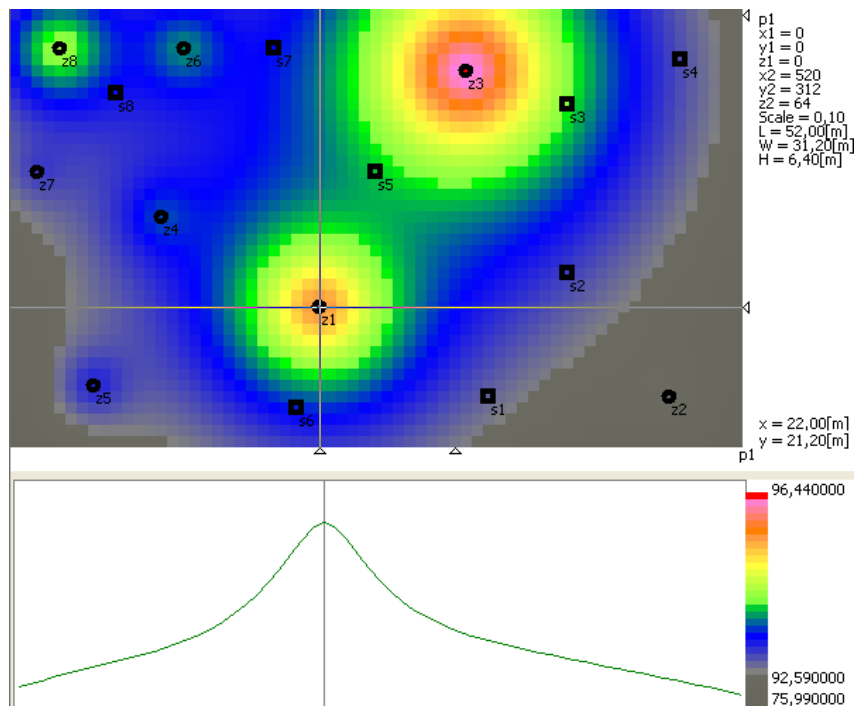 p1
x1 = 0
y1 = 0
z1 = 0
x2 = 520
y2 = 312
z2 = 64
Scale = 0,10
L = 52,00[m]
W = 31,20[m]
H = 6,40[m]
z8
z6
s7
z3
s4
s8
s3
z7
s5
z4
s2
z1
z5
s6
s1
z2
x = 22,00[m]
y = 21,20[m]
p1
96,440000
92,590000
75,990000